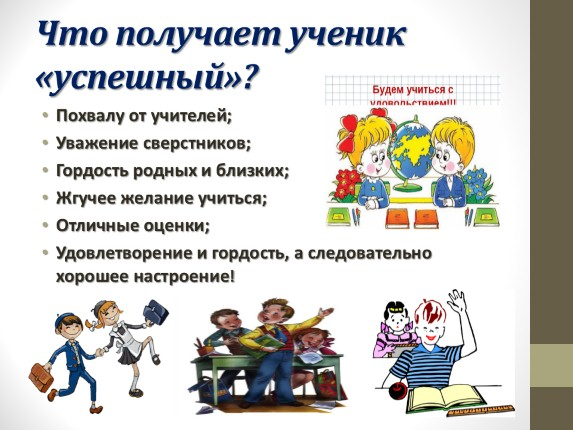 Что получает ученик
«успешный»?
Будем учиться с
удовольствием!!!
Похвалу от учителей;
Уважение сверстников;
Гордость родных и близких;
Жгучее желание учиться;
Отличные оценки;
Удовлетворение и гордость, а следовательно
хорошее настроение!